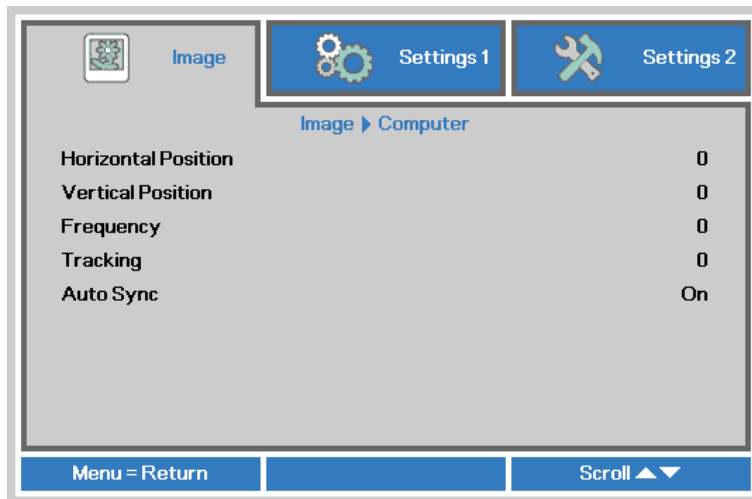 Image Settings 1 Settings 2
Image ▶ Computer
Horizontal Position 0
Vertical Position 0
Frequency 0
Tracking 0
Auto Sync On
Menu = Return Scroll ▲▼